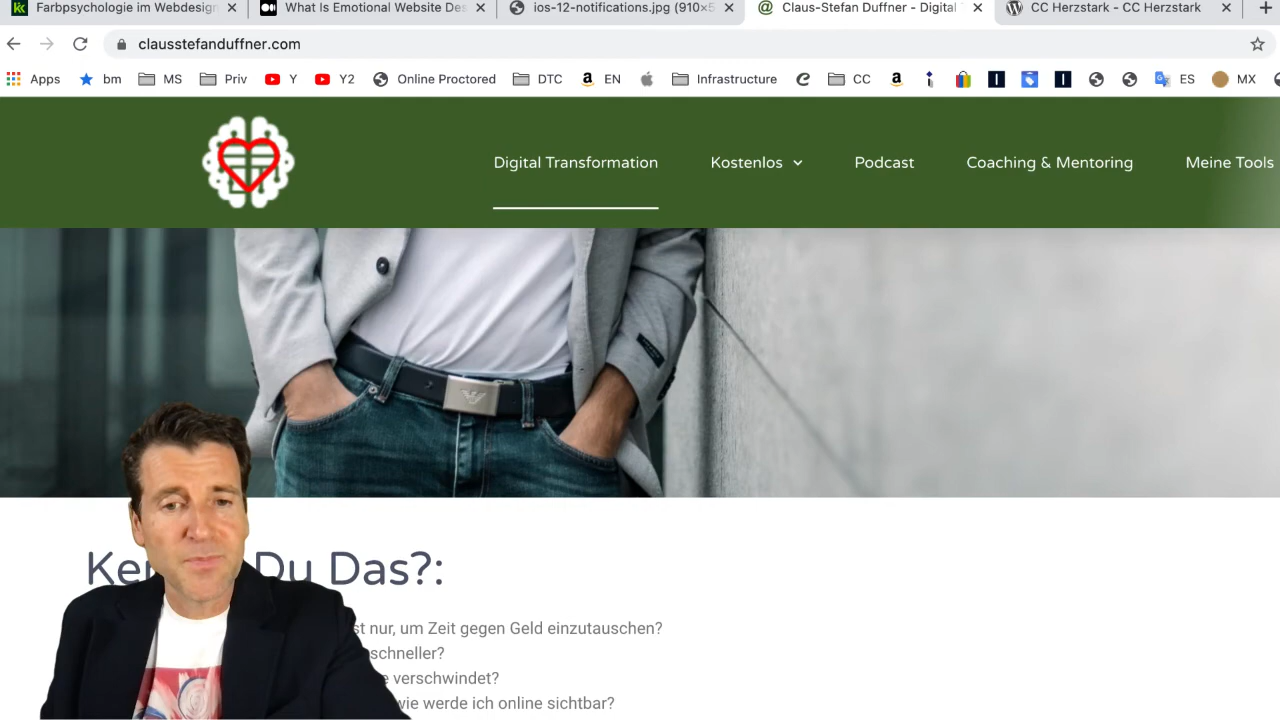 Farbpsychologie im Webdesign
What Is Emotional Website Des
ios-12-notifications.jpg (910×5
Claus-Stefan Duffner - Digital
CC Herzstark - CC Herzstark
clausstefanduffner.com
Apps bm MS Priv Y Y2 Online Proctored DTC EN Infrastructure CC ES MX
Digital Transformation Kostenlos Podcast Coaching & Mentoring Meine Tools
Du Das?:
nur, um Zeit gegen Geld einzutauschen?
schneller?
verschwindet?
wie werde ich online sichtbar?